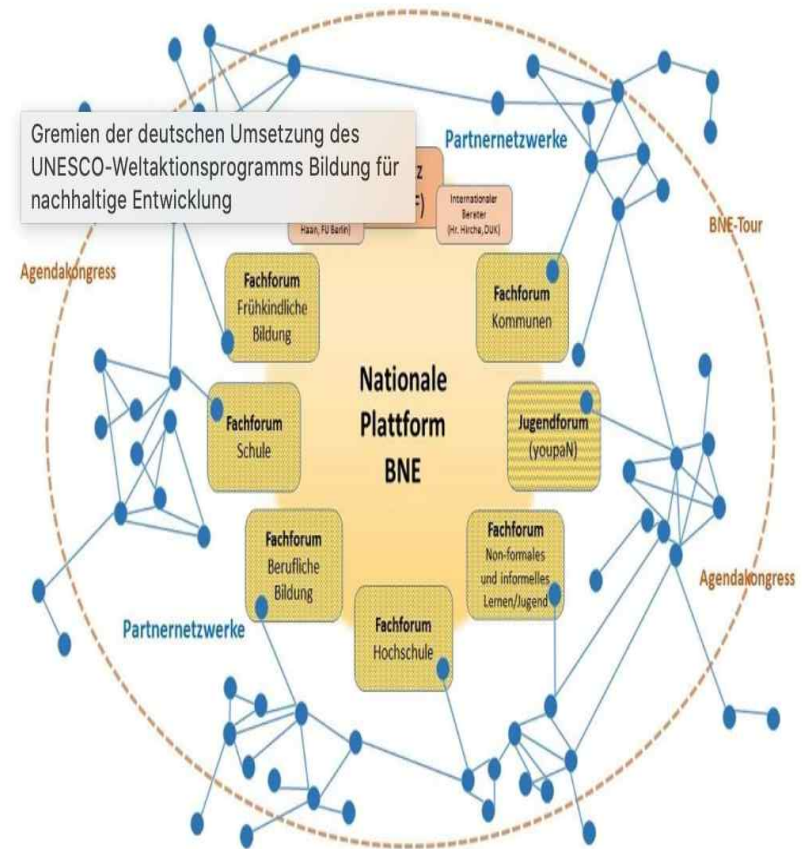 Gremien der deutschen Umsetzung des
UNESCO-Weltaktionsprogramms Bildung für
nachhaltige Entwicklung
Partnernetzwerke
z
F)
Haan, FU Berlin)
Internationaler
Berater
(Hr. Hirche, DUK)
BNE-Tour
Agendakongress
Fachforum
Frühkindliche
Bildung
Fachforum
Kommunen
Nationale
Plattform
BNE
Fachforum
Schule
Jugendforum
(youpaN)
Fachforum
Berufliche
Bildung
Fachforum
Non-formales
und informelles
Lernen/Jugend
Agendakongress
Partnernetzwerke
Fachforum
Hochschule